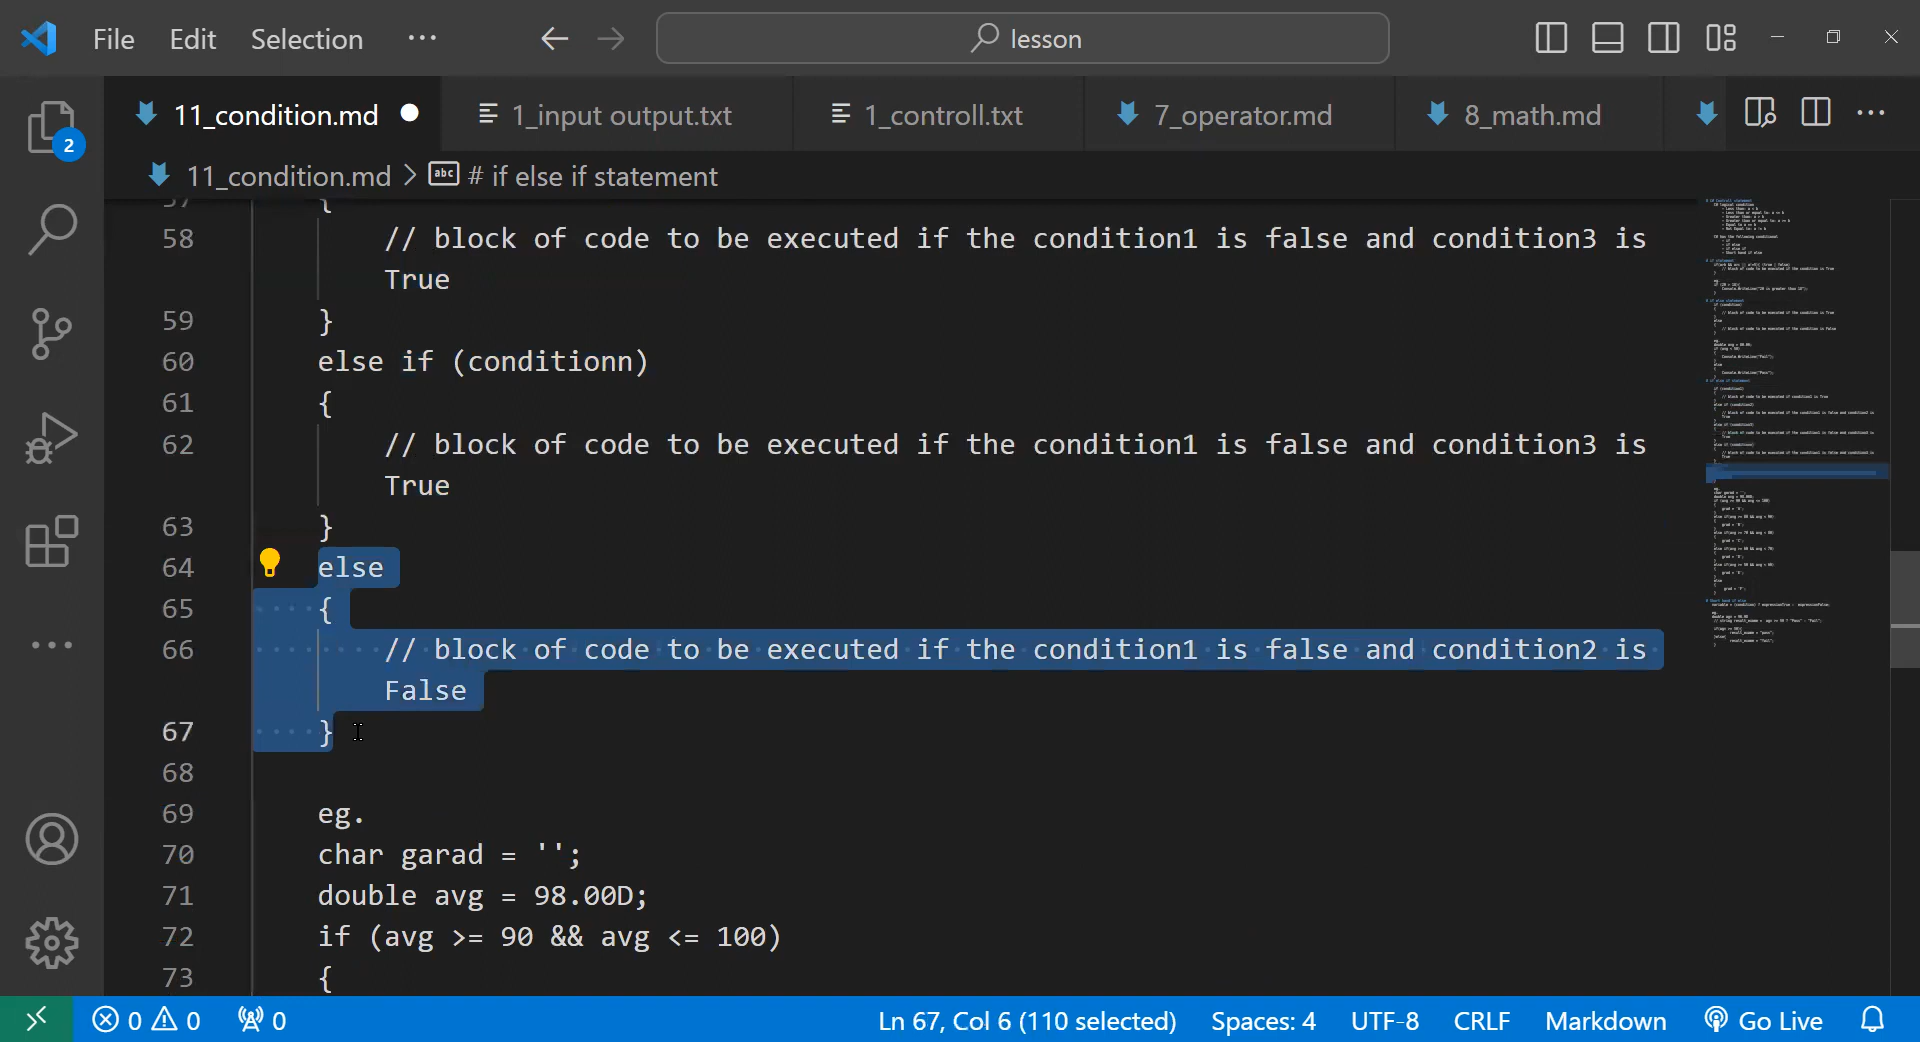 File Edit Selection ··· lesson
11_condition.md 1_input output.txt 1_controll.txt 7_operator.md 8_math.md ···
11_condition.md > abc # if else if statement
2
57 {
58 // block of code to be executed if the condition1 is false and condition3 is
True
59 }
60 else if (conditionn)
61 {
62 // block of code to be executed if the condition1 is false and condition3 is
True
63 }
64 else
65 {
66 // block of code to be executed if the condition1 is false and condition2 is
False
67 }
68
69 eg.
70 char garad = '';
71 double avg = 98.00D;
72 if (avg >= 90 && avg <= 100)
73 {
0 0 0 Ln 67, Col 6 (110 selected) Spaces: 4 UTF-8 CRLF Markdown Go Live